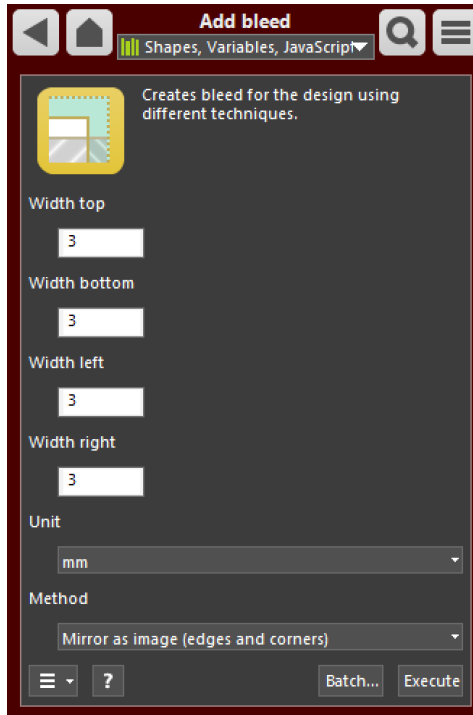 Add bleed
Shapes, Variables, JavaScript
Creates bleed for the design using
different techniques.
Width top
3
Width bottom
3
Width left
3
Width right
3
Unit
mm
Method
Mirror as image (edges and corners)
? Batch... Execute